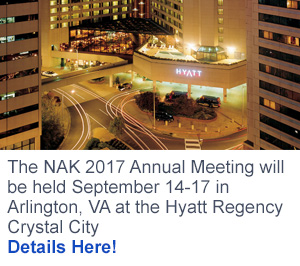 HYATT
The NAK 2017 Annual Meeting will
be held September 14-17 in
Arlington, VA at the Hyatt Regency
Crystal City
Details Here!